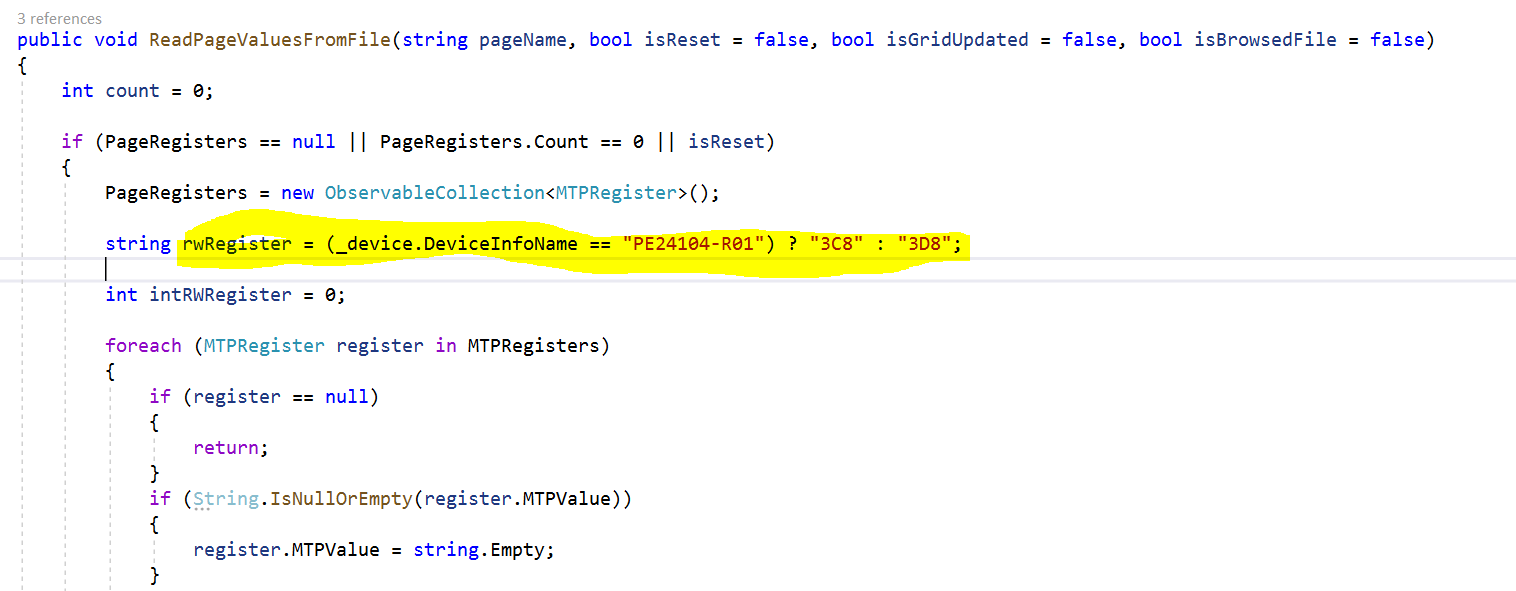 3 references
public void ReadPageValuesFromFile(string pageName, bool isReset = false, bool isGridUpdated = false, bool isBrowsedFile = false)
{
int count = 0;
if (PageRegisters == null || PageRegisters.Count == 0 || isReset)
{
PageRegisters = new ObservableCollection<MTPRegister>();
string rwRegister = (_device.DeviceInfoName == "PE24104-R01") ? "3C8" : "3D8";
int intRWRegister = 0;
foreach (MTPRegister register in MTPRegisters)
{
if (register == null)
{
return;
}
if (String.IsNullOrEmpty(register.MTPValue))
{
register.MTPValue = string.Empty;
}